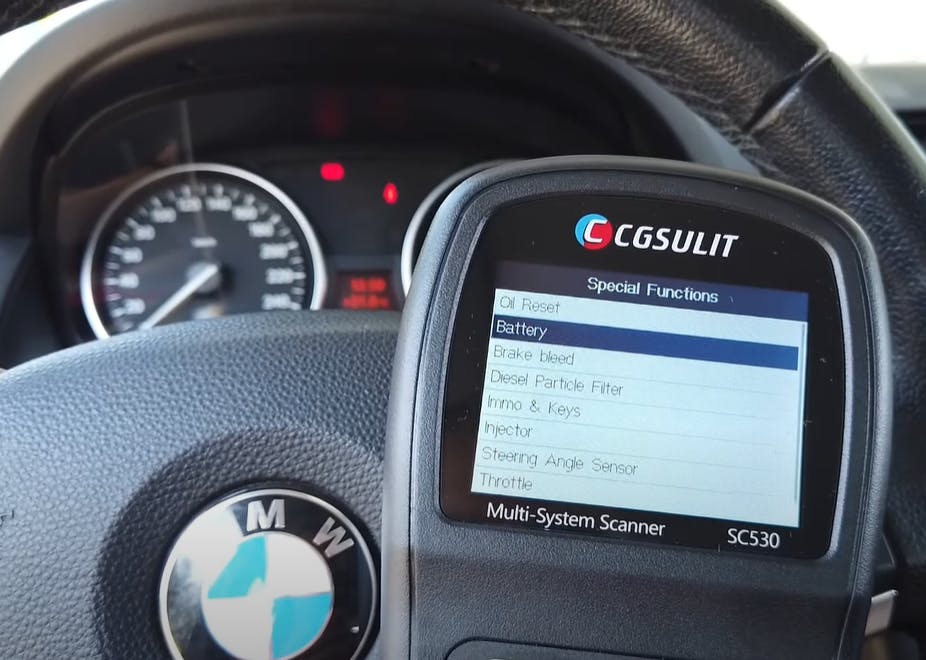 CGSULIT
Special Functions
Oil Reset
Battery
Brake bleed
Diesel Particle Filter
Immo & Keys
Injector
Steering Angle Sensor
Throttle
Multi-System Scanner SC530
M W